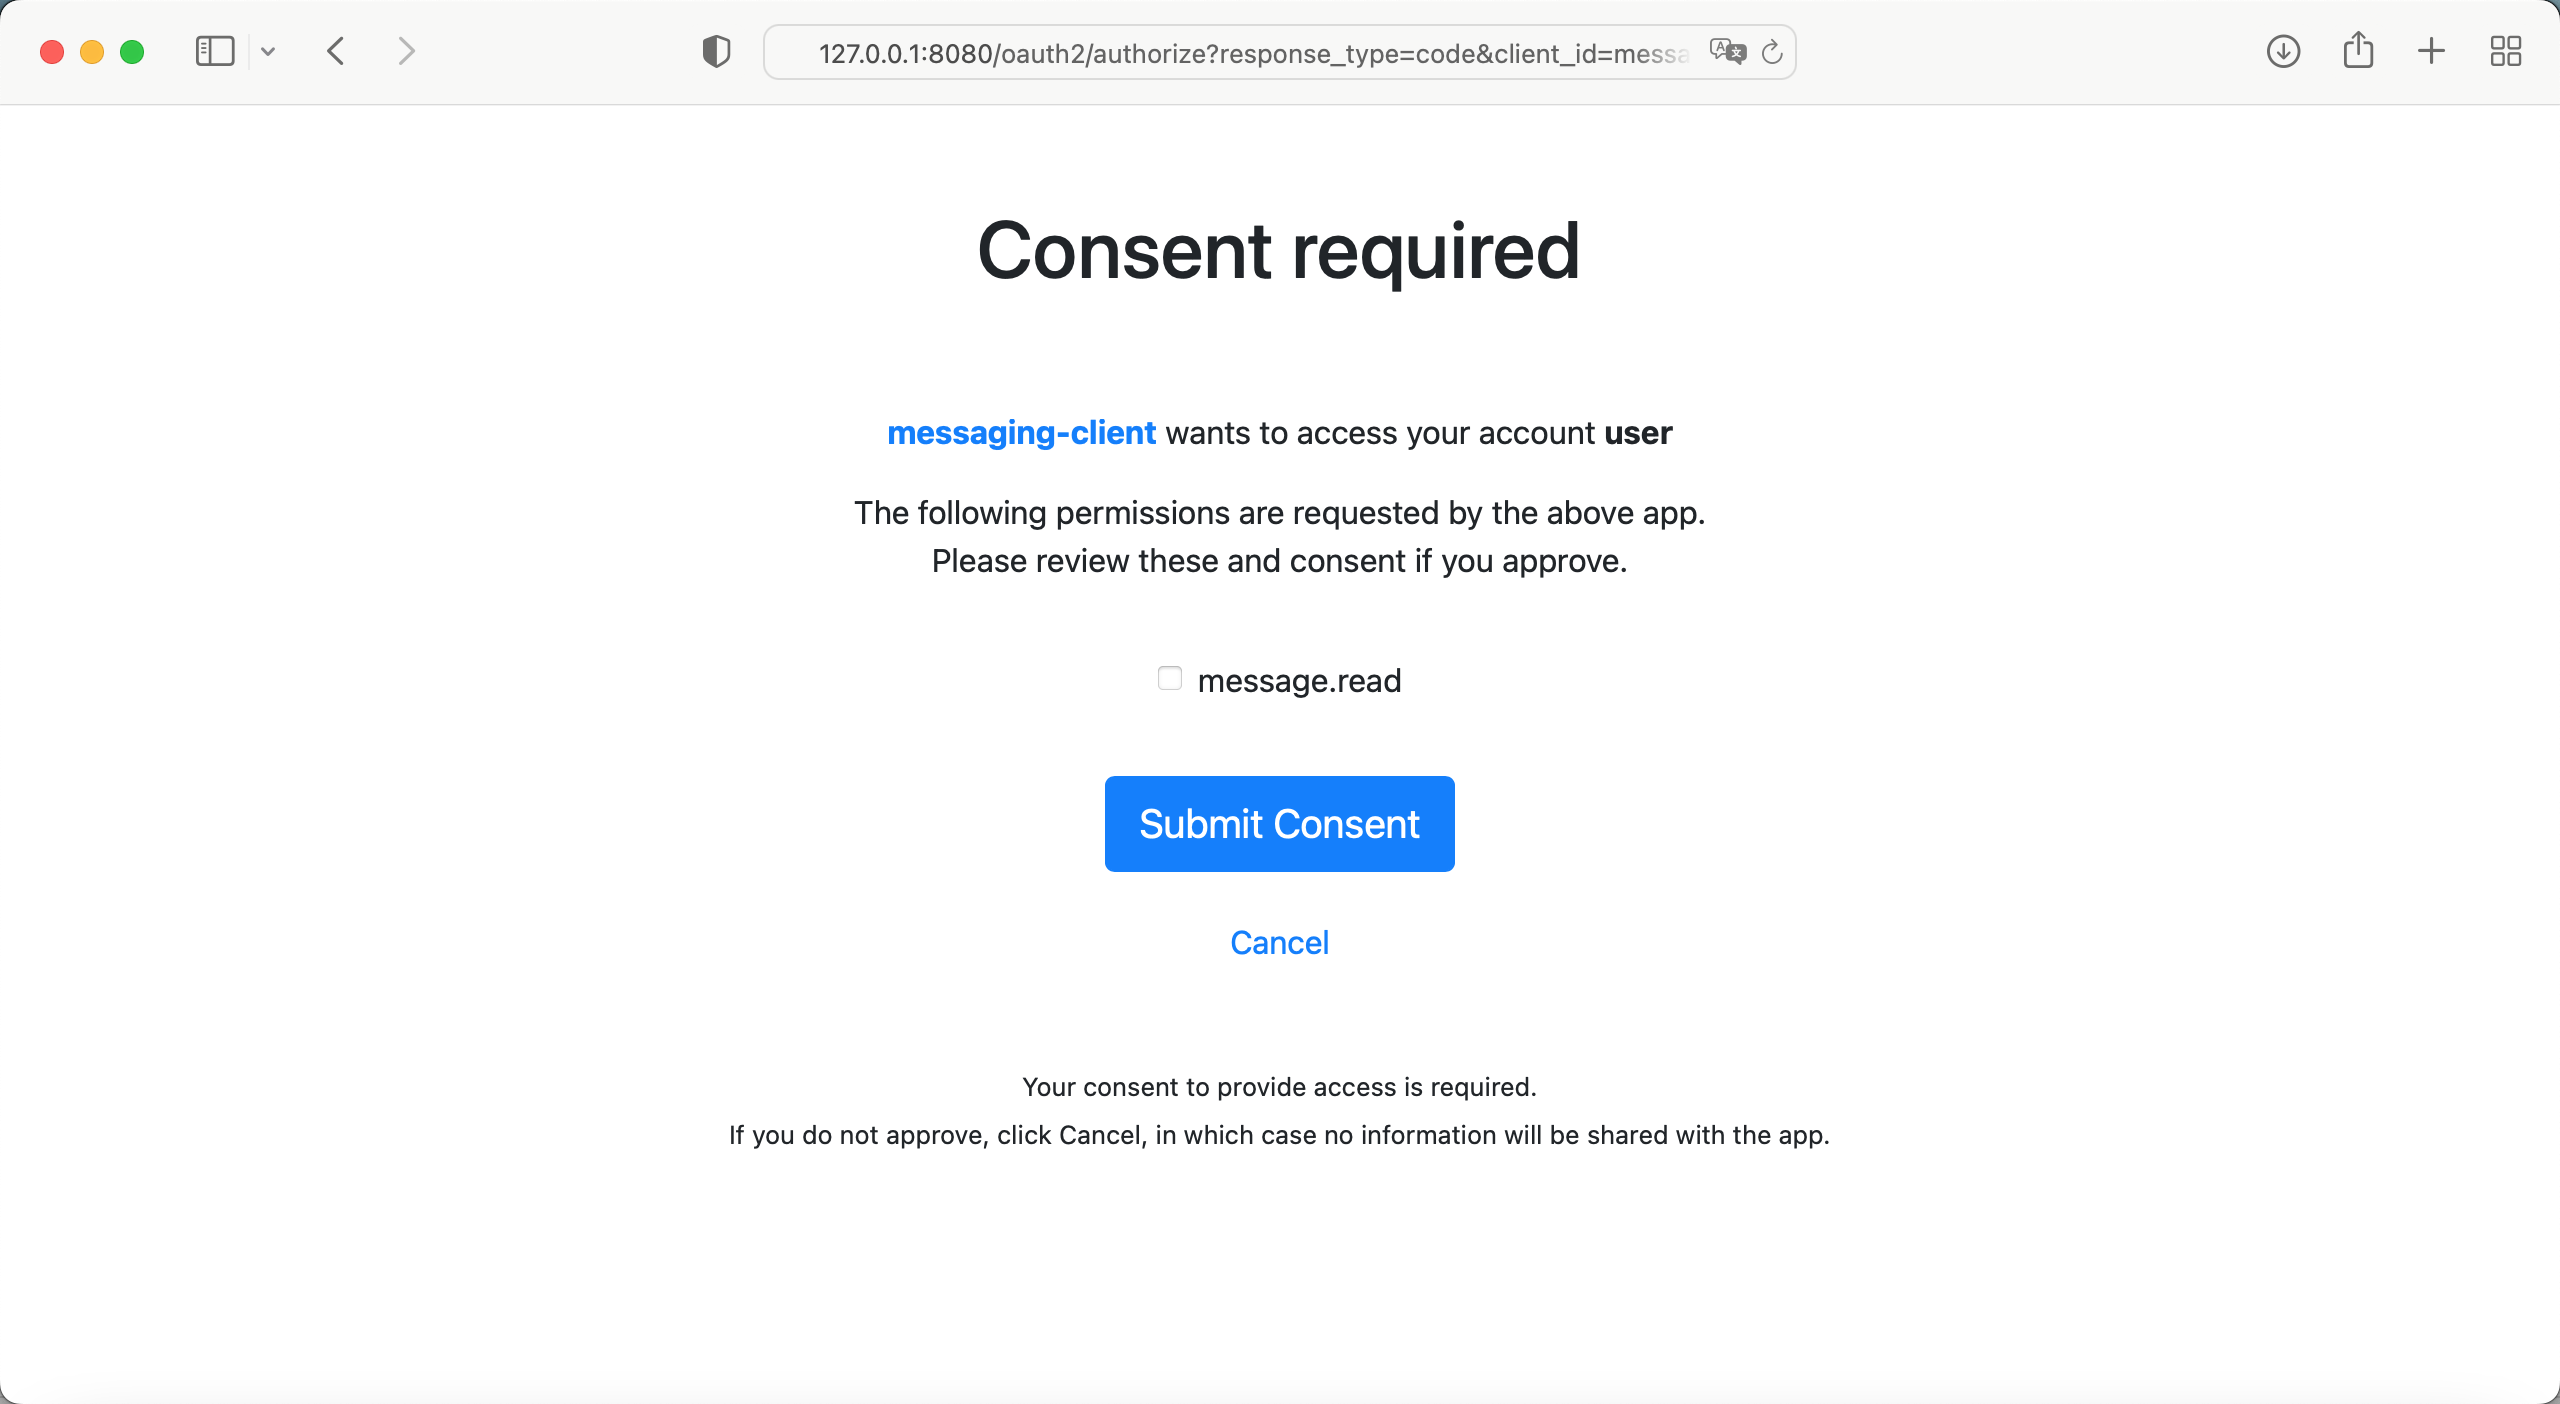 127.0.0.1:8080/oauth2/authorize?response_type=code&client_id=messa
Consent required
messaging-client wants to access your account user
The following permissions are requested by the above app.
Please review these and consent if you approve.
message.read
Submit Consent
Cancel
Your consent to provide access is required.
If you do not approve, click Cancel, in which case no information will be shared with the app.